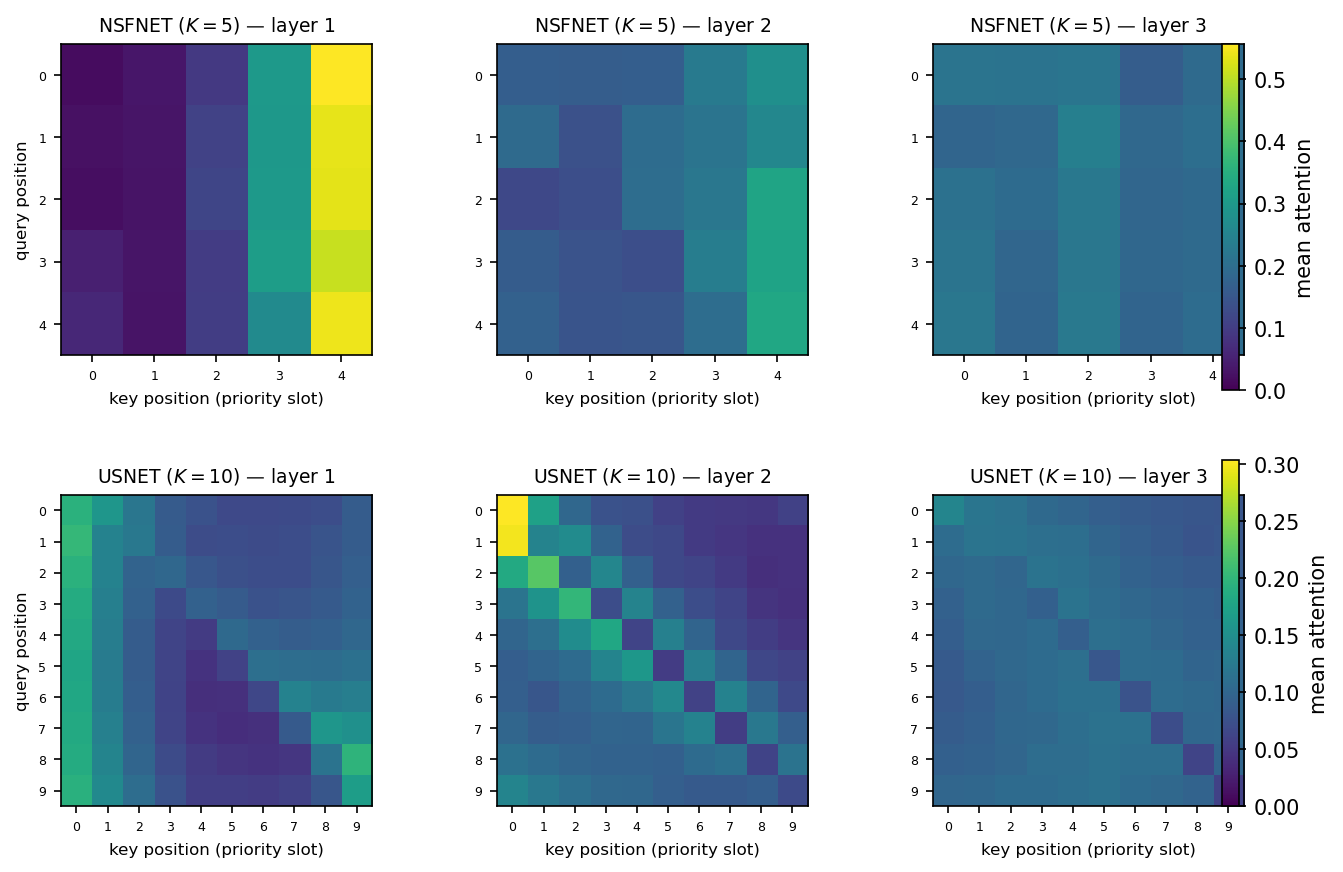 NSFNET (K = 5) — layer 1
NSFNET (K = 5) — layer 2
NSFNET (K = 5) — layer 3
query position
0
1
2
3
4
0 1 2 3 4
key position (priority slot)
0
1
2
3
4
0 1 2 3 4
key position (priority slot)
0
1
2
3
4
0 1 2 3 4
key position (priority slot)
0.5
0.4
0.3
0.2
0.1
0.0
mean attention
USNET (K = 10) — layer 1
USNET (K = 10) — layer 2
USNET (K = 10) — layer 3
query position
0
1
2
3
4
5
6
7
8
9
0 1 2 3 4 5 6 7 8 9
key position (priority slot)
0
1
2
3
4
5
6
7
8
9
0 1 2 3 4 5 6 7 8 9
key position (priority slot)
0
1
2
3
4
5
6
7
8
9
0 1 2 3 4 5 6 7 8 9
key position (priority slot)
0.30
0.25
0.20
0.15
0.10
0.05
0.00
mean attention